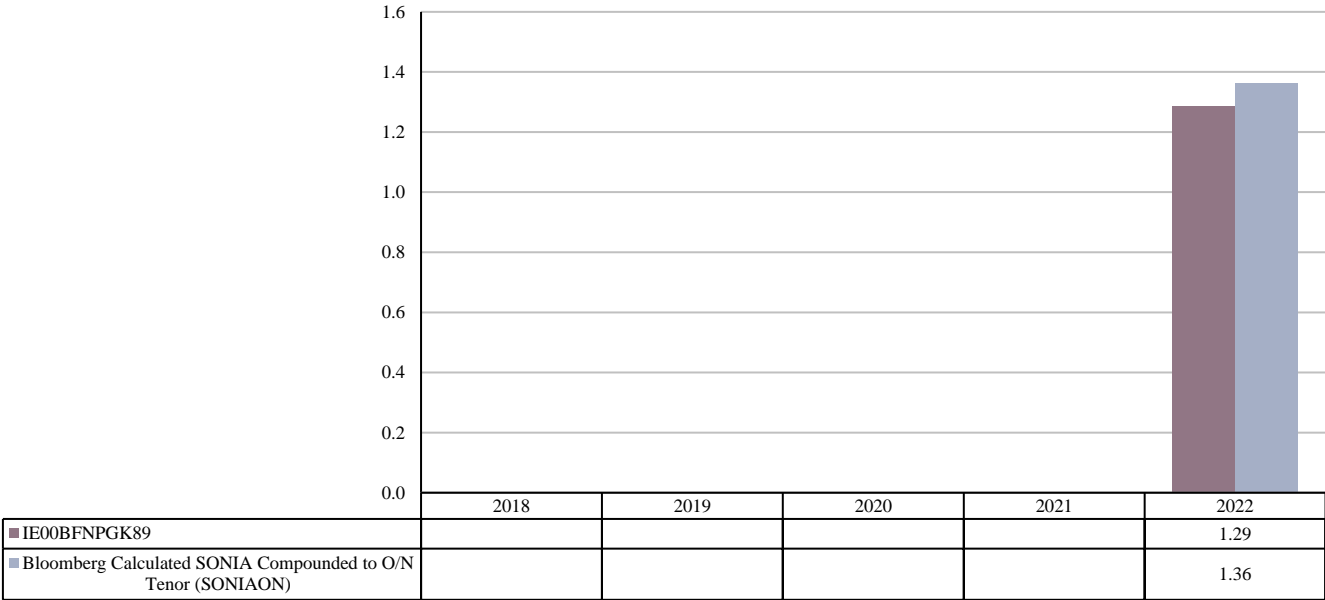 1.6
1.4
1.2
1.0
0.8
0.6
0.4
0.2
0.0
2018 2019 2020 2021 2022
IE00BFNPGK89 1.29
Bloomberg Calculated SONIA Compounded to O/N
Tenor (SONIAON) 1.36